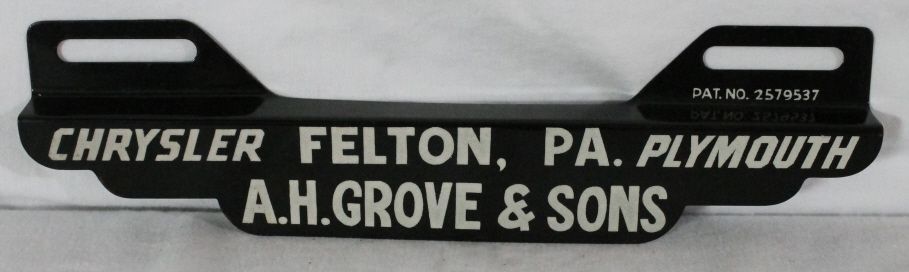 PAT. NO. 2579537
CHRYSLER FELTON, PA. PLYMOUTH
A.H. GROVE & SONS